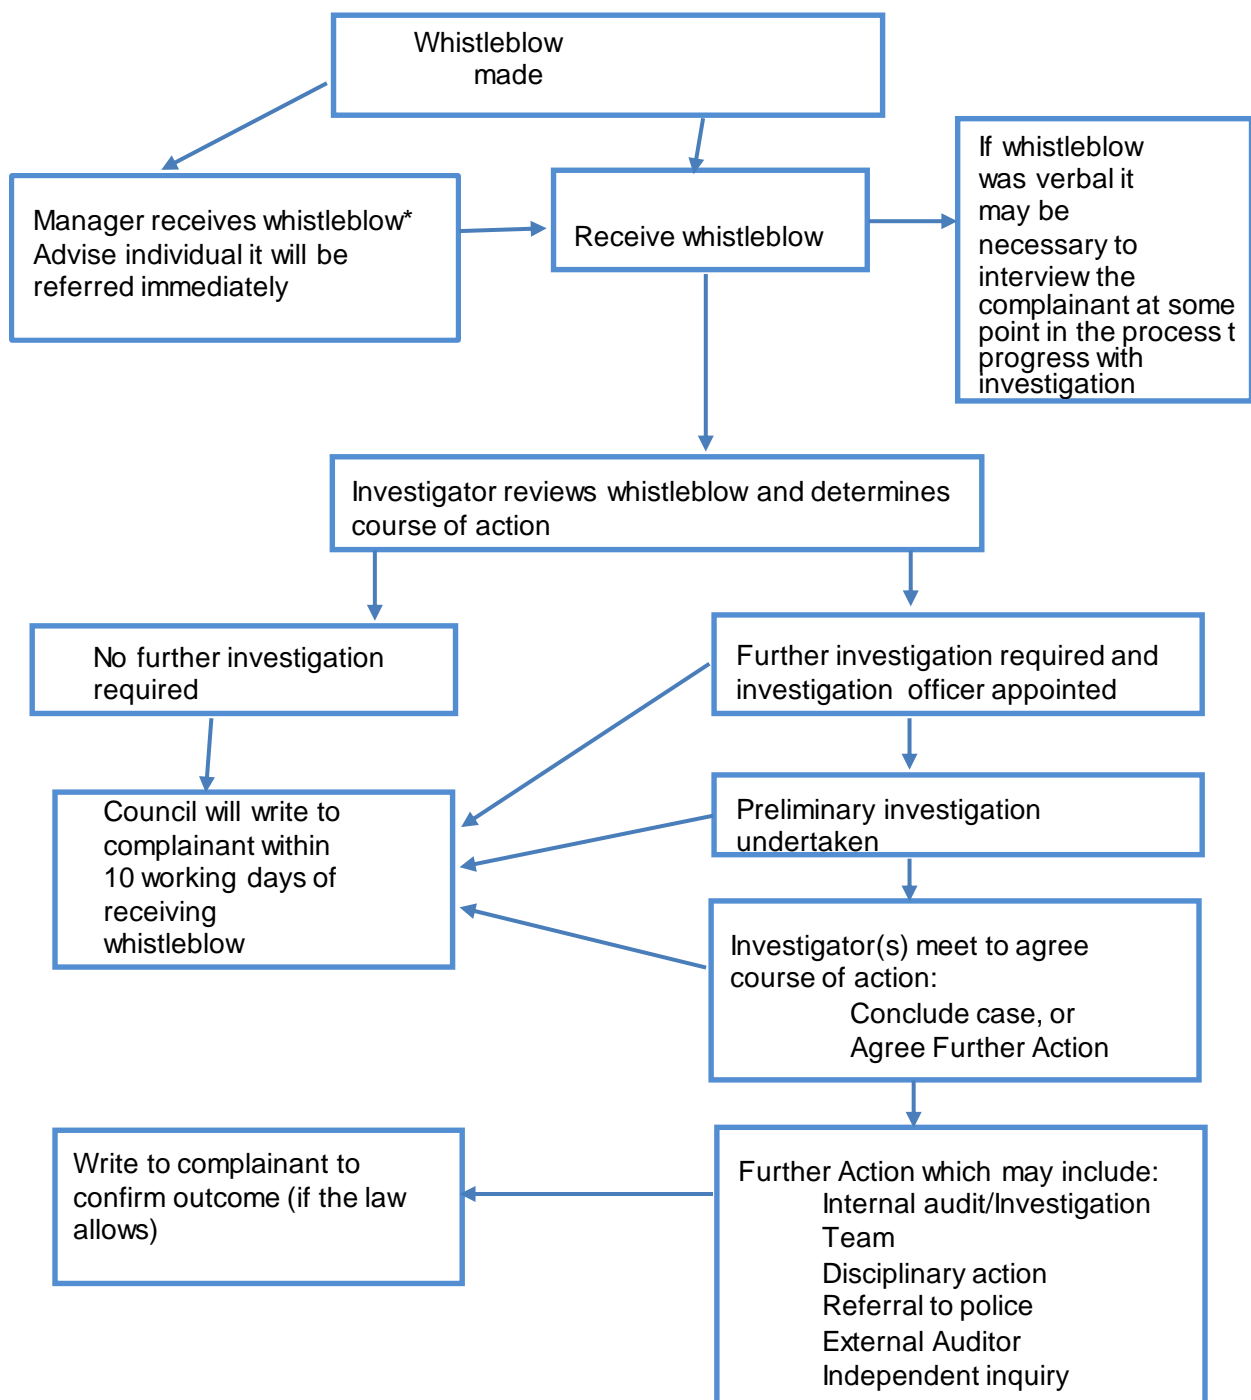 Whistleblow
made
Manager receives whistleblow*
Advise individual it will be
referred immediately
Receive whistleblow
If whistleblow
was verbal it
may be
necessary to
interview the
complainant at some
point in the process t
progress with
investigation
Investigator reviews whistleblow and determines
course of action
No further investigation
required
Further investigation required and
investigation officer appointed
Council will write to
complainant within
10 working days of
receiving
whistleblow
Preliminary investigation
undertaken
Investigator(s) meet to agree
course of action:
Conclude case, or
Agree Further Action
Write to complainant to
confirm outcome (if the law
allows)
Further Action which may include:
Internal audit/Investigation
Team
Disciplinary action
Referral to police
External Auditor
Independent inquiry